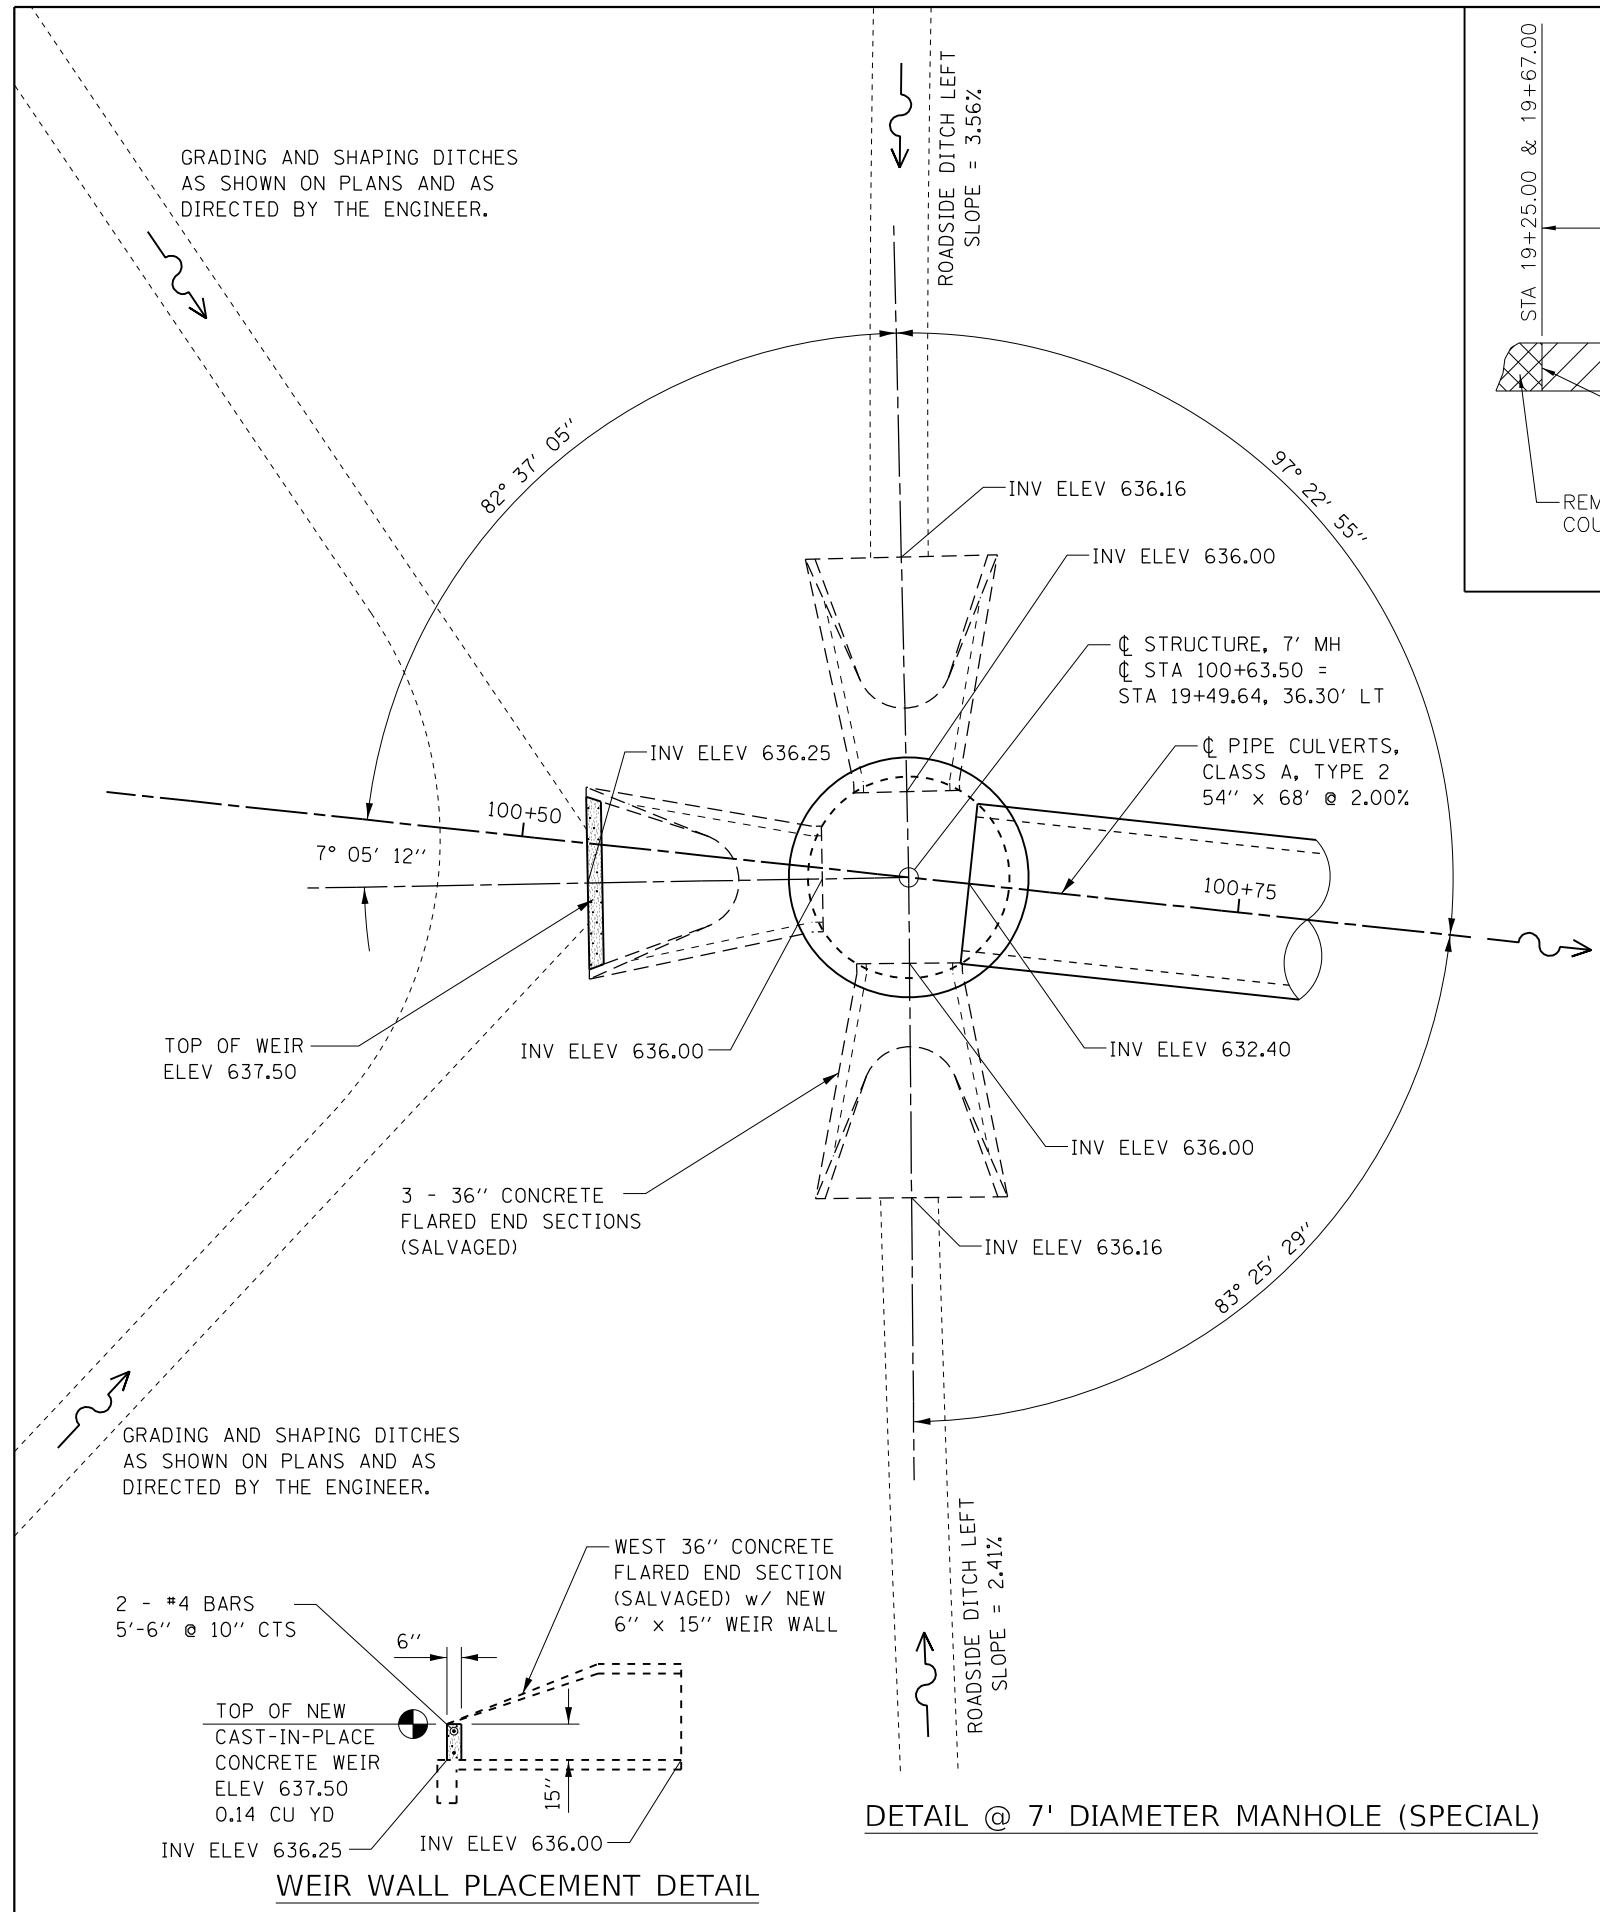 GRADING AND SHAPING DITCHES
AS SHOWN ON PLANS AND AS
DIRECTED BY THE ENGINEER.
ROADSIDE DITCH LEFT
SLOPE = 3.56%
STA 19+25.00 & 19+67.00
REM
COU
82° 37' 05"
97° 22' 55"
INV ELEV 636.16
INV ELEV 636.00
℄ STRUCTURE, 7' MH
℄ STA 100+63.50 =
STA 19+49.64, 36.30' LT
℄ PIPE CULVERTS,
CLASS A, TYPE 2
54" x 68' @ 2.00%
INV ELEV 636.25
100+50
7° 05' 12"
100+75
TOP OF WEIR
ELEV 637.50
INV ELEV 636.00
INV ELEV 632.40
INV ELEV 636.00
3 - 36" CONCRETE
FLARED END SECTIONS
(SALVAGED)
INV ELEV 636.16
83° 25' 29"
GRADING AND SHAPING DITCHES
AS SHOWN ON PLANS AND AS
DIRECTED BY THE ENGINEER.
ROADSIDE DITCH LEFT
SLOPE = 2.41%
WEST 36" CONCRETE
FLARED END SECTION
(SALVAGED) w/ NEW
6" x 15" WEIR WALL
2 - #4 BARS
5'-6" @ 10" CTS
6"
TOP OF NEW
CAST-IN-PLACE
CONCRETE WEIR
ELEV 637.50
0.14 CU YD
15"
INV ELEV 636.25
INV ELEV 636.00
WEIR WALL PLACEMENT DETAIL
DETAIL @ 7' DIAMETER MANHOLE (SPECIAL)